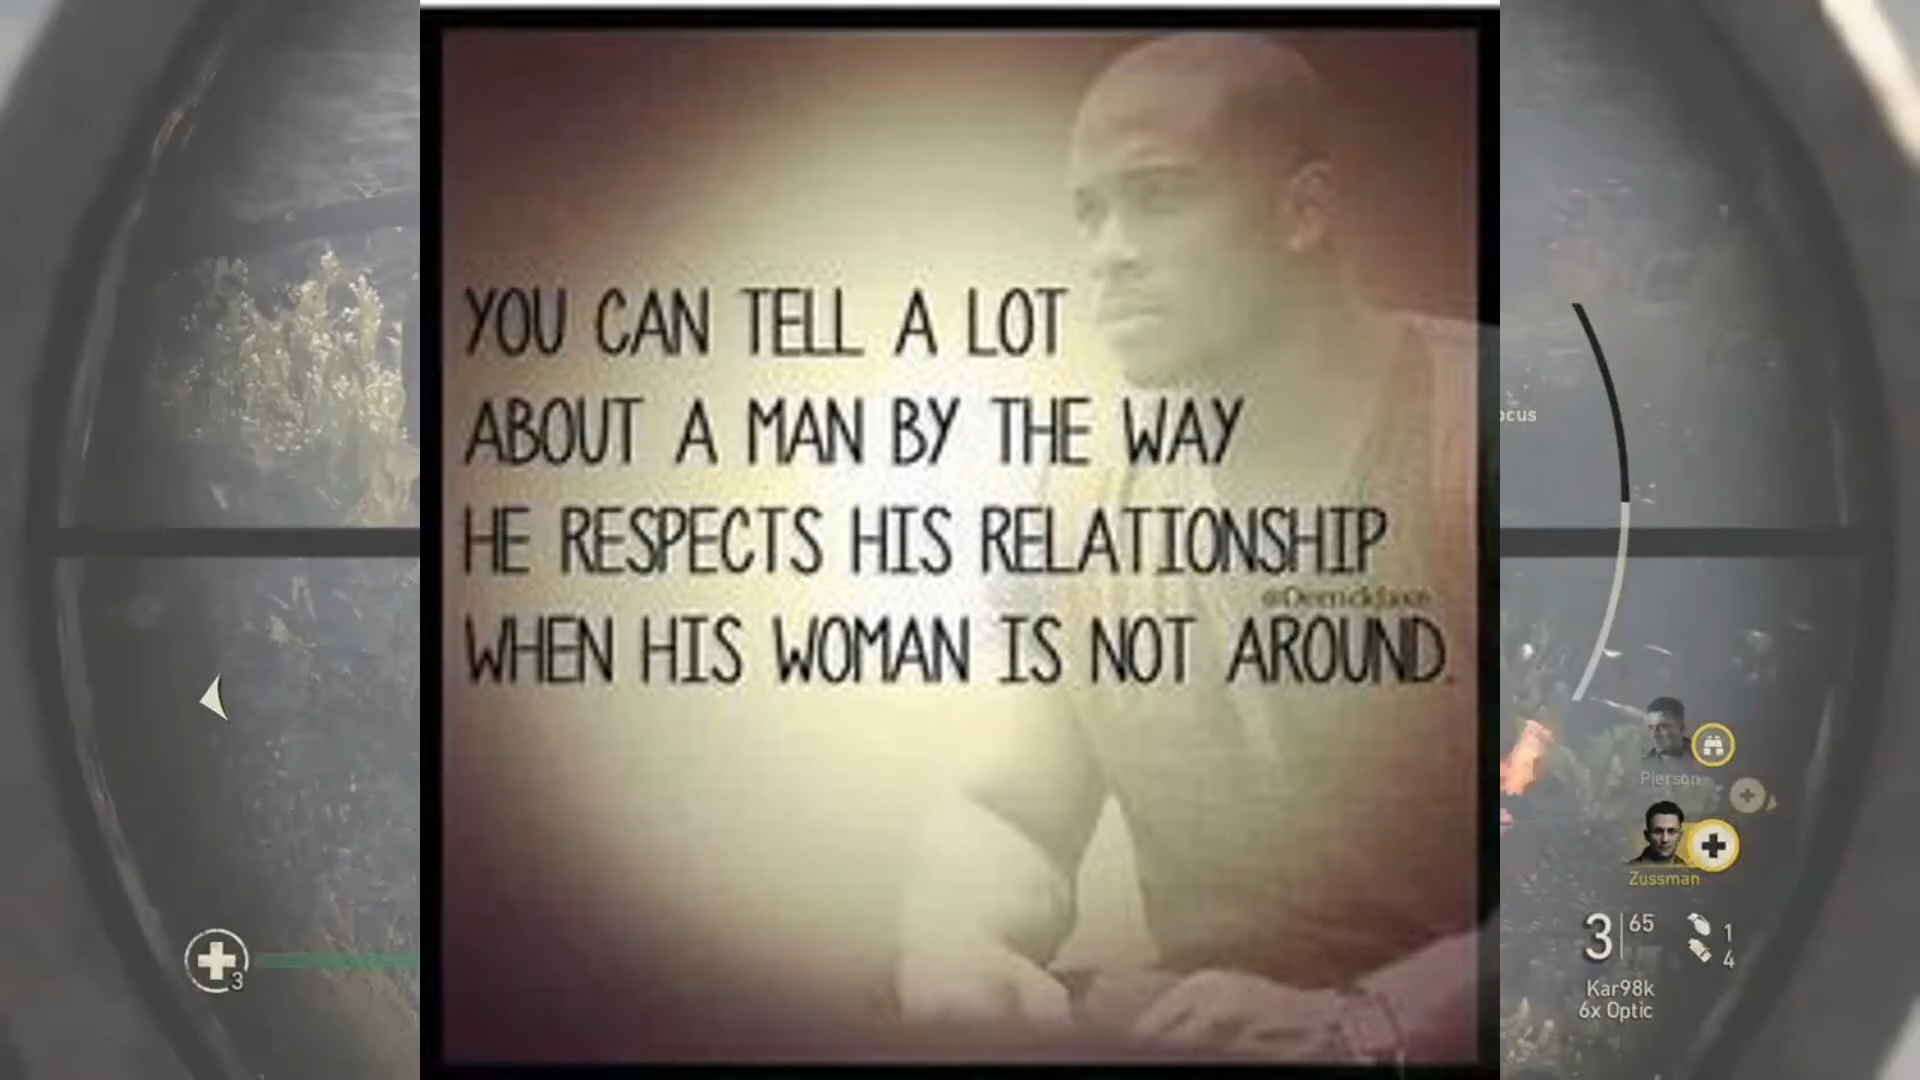 YOU CAN TELL A LOT
ABOUT A MAN BY THE WAY
HE RESPECTS HIS RELATIONSHIP
WHEN HIS WOMAN IS NOT AROUND.
Pierson
Zussman
3 65
1
4
Kar98k
6x Optic
3